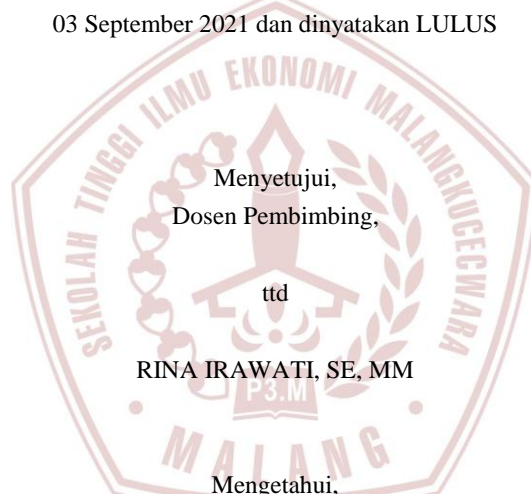 03 September 2021 dan dinyatakan LULUS
SEKOLAH TINGGI ILMU EKONOMI MALANGKUCECWARA
Menyetujui,
Dosen Pembimbing,
ttd
RINA IRAWATI, SE, MM
P3.M
MALANG
Mengetahui,